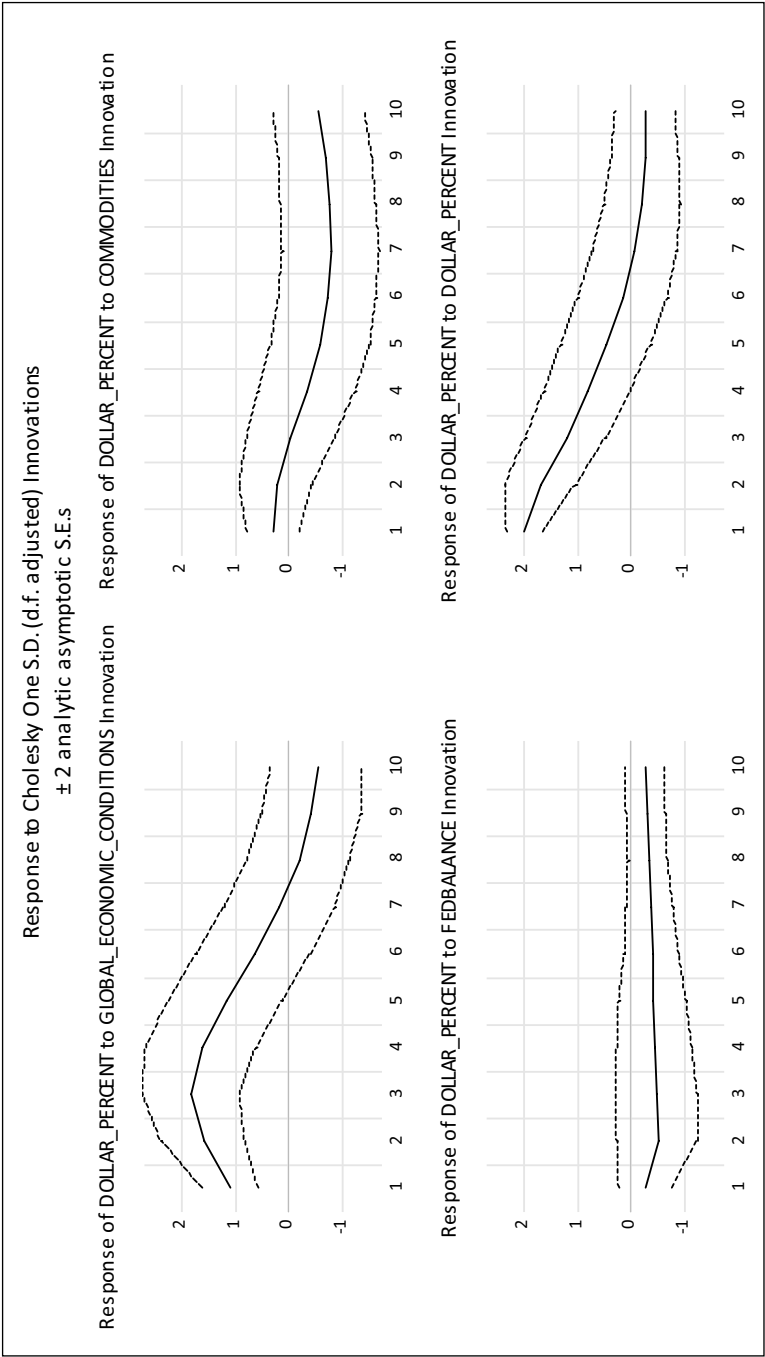 Response to Cholesky One S.D. (d.f. adjusted) Innovations
± 2 analytic asymptotic S.E.s
Response of DOLLAR_PERCENT to GLOBAL_ECONOMIC_CONDITIONS Innovation
2
1
0
-1
1 2 3 4 5 6 7 8 9 10
Response of DOLLAR_PERCENT to COMMODITIES Innovation
2
1
0
-1
1 2 3 4 5 6 7 8 9 10
Response of DOLLAR_PERCENT to FEDBALANCE Innovation
2
1
0
-1
1 2 3 4 5 6 7 8 9 10
Response of DOLLAR_PERCENT to DOLLAR_PERCENT Innovation
2
1
0
-1
1 2 3 4 5 6 7 8 9 10